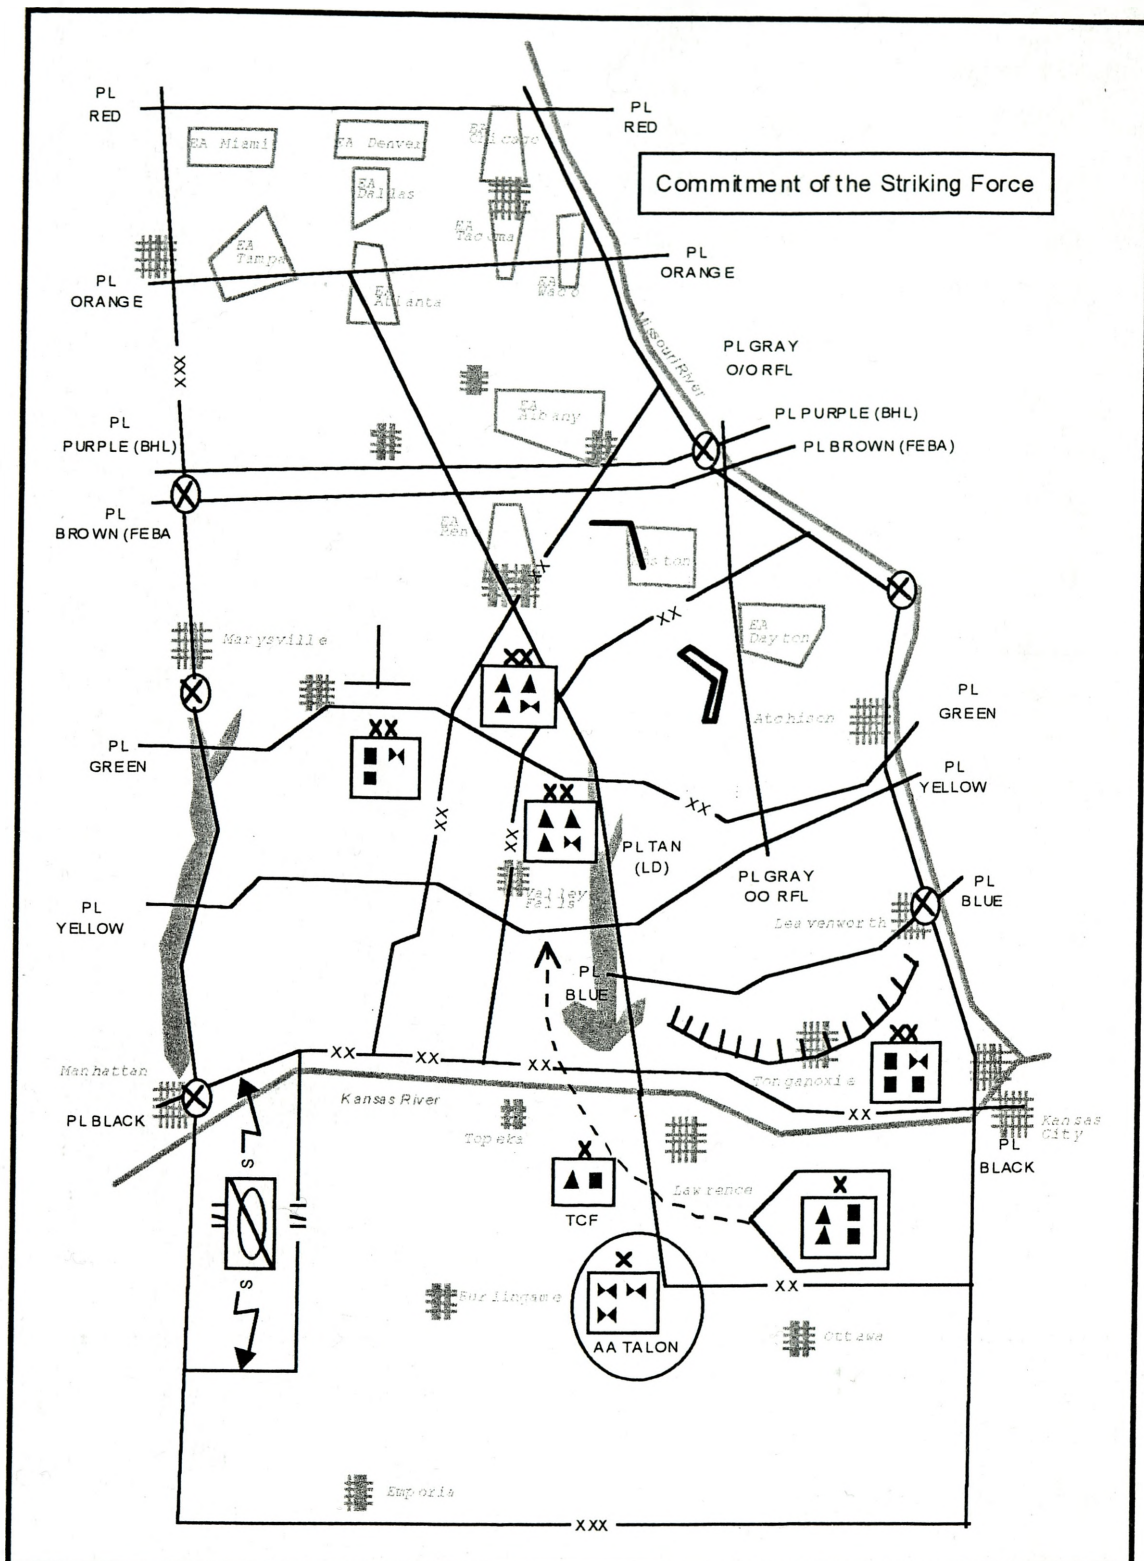 PL
RED
PL
RED
EA Miami
EA Denver
EA
Chicago
Commitment of the Striking Force
EA
Dallas
EA
Tacoma
EA
Tampa
PL
ORANGE
PL
ORANGE
EA
Atlanta
EA
Waco
Missouri River
XXX
PL GRAY
O/O RFL
EA
Albany
PL PURPLE (BHL)
PL
PURPLE (BHL)
PL BROWN (FEBA)
PL
BROWN (FEBA
EA
XX
XX
EA
Dayton
Marysville
XX
Atchison
PL
GREEN
XX
PL
GREEN
PL
YELLOW
XX
XX
XX
XX
PL TAN
(LD)
PL GRAY
OO RFL
Valley
Falls
PL
YELLOW
PL
BLUE
Leavenworth
PL
BLUE
XX
XX
XX
XX
Manhattan
Tonganoxie
Kansas River
PL BLACK
XX
Topeka
Kansas
City
PL
BLACK
S
X
Lawrence
X
TCF
X
S
XX
Burlingame
AA TALON
Ottawa
Emporia
XXX